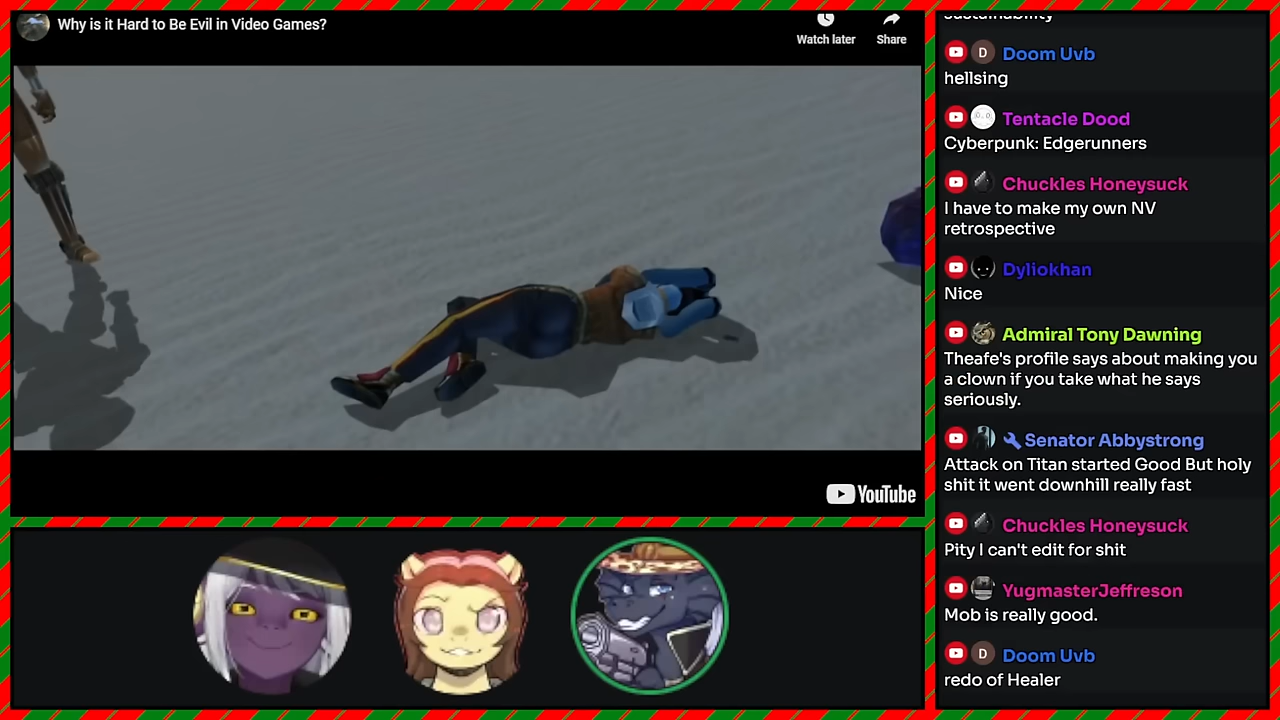 Why is it Hard to Be Evil in Video Games?
Watch later
Share
YouTube
sustainability
D
Doom Uvb
hellsing
Tentacle Dood
Cyberpunk: Edgerunners
Chuckles Honeysuck
I have to make my own NV
retrospective
Dyliokhan
Nice
Admiral Tony Dawning
Theafe's profile says about making you
a clown if you take what he says
seriously.
Senator Abbystrong
Attack on Titan started Good But holy
shit it went downhill really fast
Chuckles Honeysuck
Pity I can't edit for shit
YugmasterJeffreson
Mob is really good.
D
Doom Uvb
redo of Healer